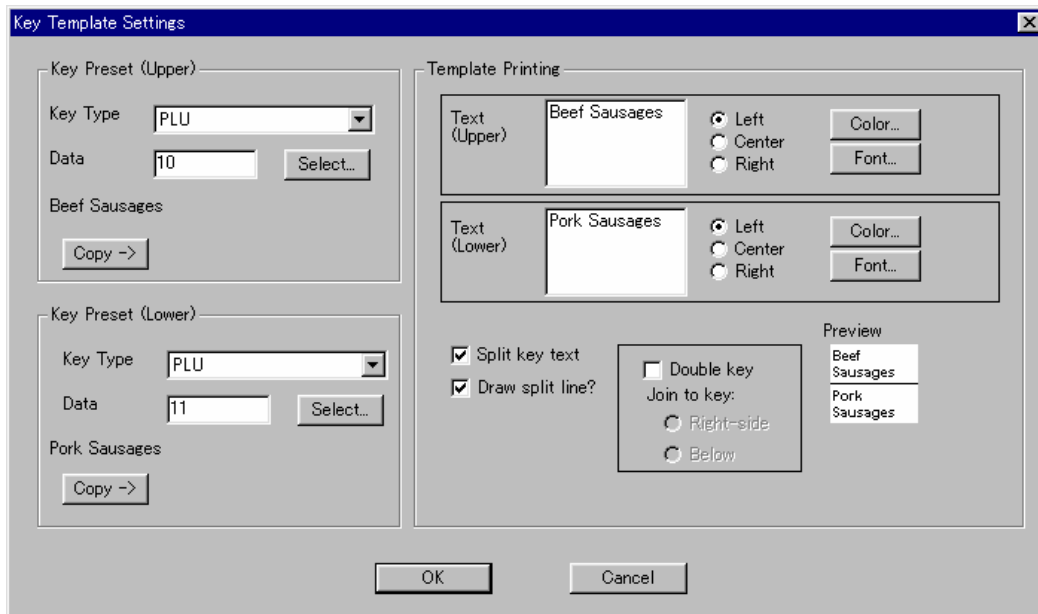 Key Template Settings
Key Preset (Upper)
Key Type PLU
Data 10 Select...
Beef Sausages
Copy ->
Key Preset (Lower)
Key Type PLU
Data 11 Select...
Pork Sausages
Copy ->
Template Printing
Text
(Upper)
Beef Sausages
Left
Center
Right
Color...
Font...
Text
(Lower)
Pork Sausages
Left
Center
Right
Color...
Font...
Split key text
Draw split line?
Double key
Join to key:
Right-side
Below
Preview
Beef
Sausages
Pork
Sausages
OK
Cancel